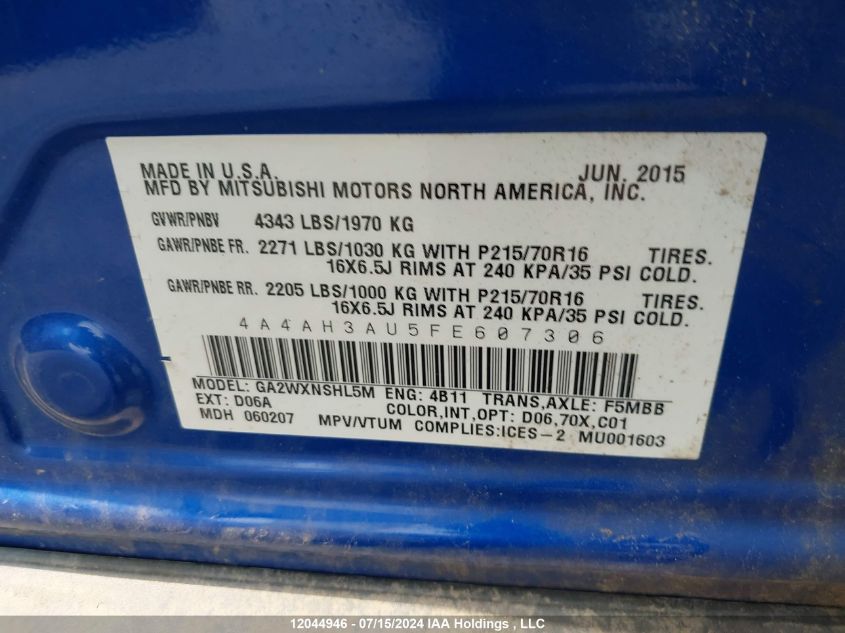 MADE IN U.S.A. JUN. 2015
MFD BY MITSUBISHI MOTORS NORTH AMERICA, INC.
GVWR/PNBV 4343 LBS/1970 KG
GAWR/PNBE FR. 2271 LBS/1030 KG WITH P215/70R16 TIRES.
16X6.5J RIMS AT 240 KPA/35 PSI COLD.
GAWR/PNBE RR. 2205 LBS/1000 KG WITH P215/70R16 TIRES.
16X6.5J RIMS AT 240 KPA/35 PSI COLD.
4A4AH3AU5FE607306
MODEL: GA2WXNSHL5M ENG: 4B11 TRANS,AXLE: F5MBB
EXT: D06A COLOR,INT,OPT: D06,70X,C01
MDH 060207 MPV/VTUM COMPLIES:ICES-2 MU001603
12044946 - 07/15/2024 IAA Holdings , LLC